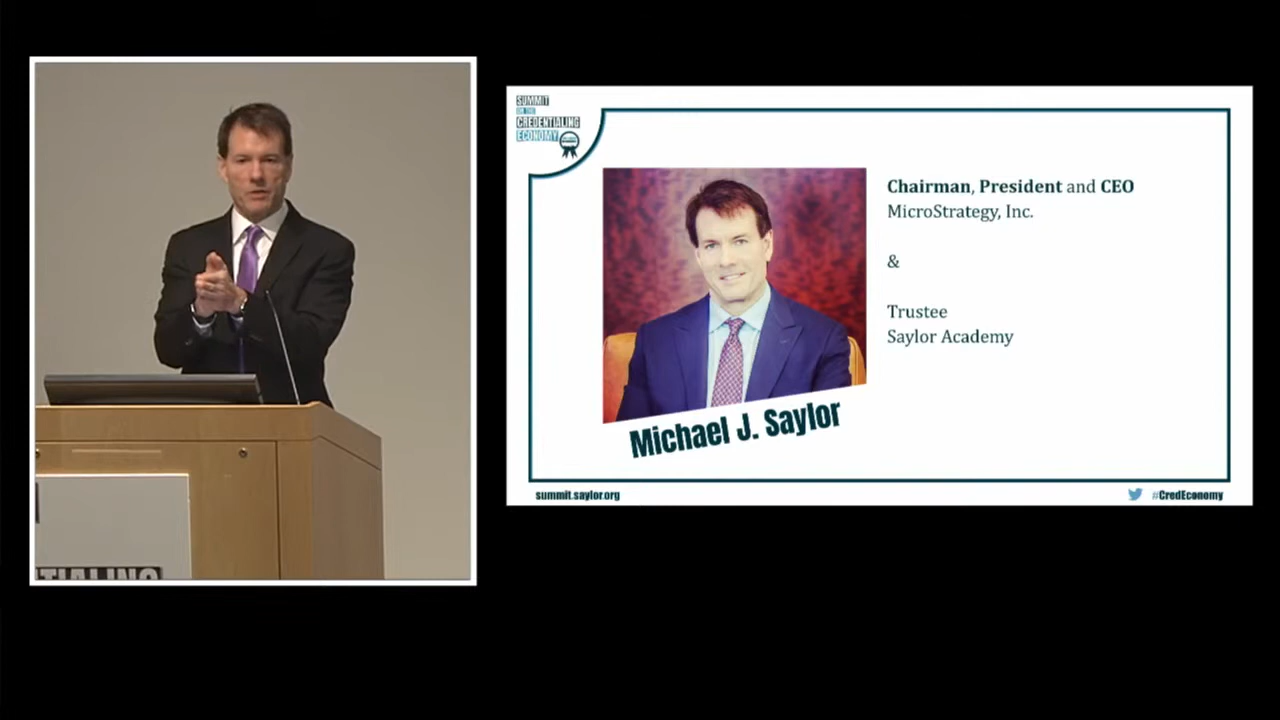 SUMMIT
ON THE
CREDENTIALING
ECONOMY
Chairman, President and CEO
MicroStrategy, Inc.
&
Trustee
Saylor Academy
Michael J. Saylor
summit.saylor.org
#CredEconomy